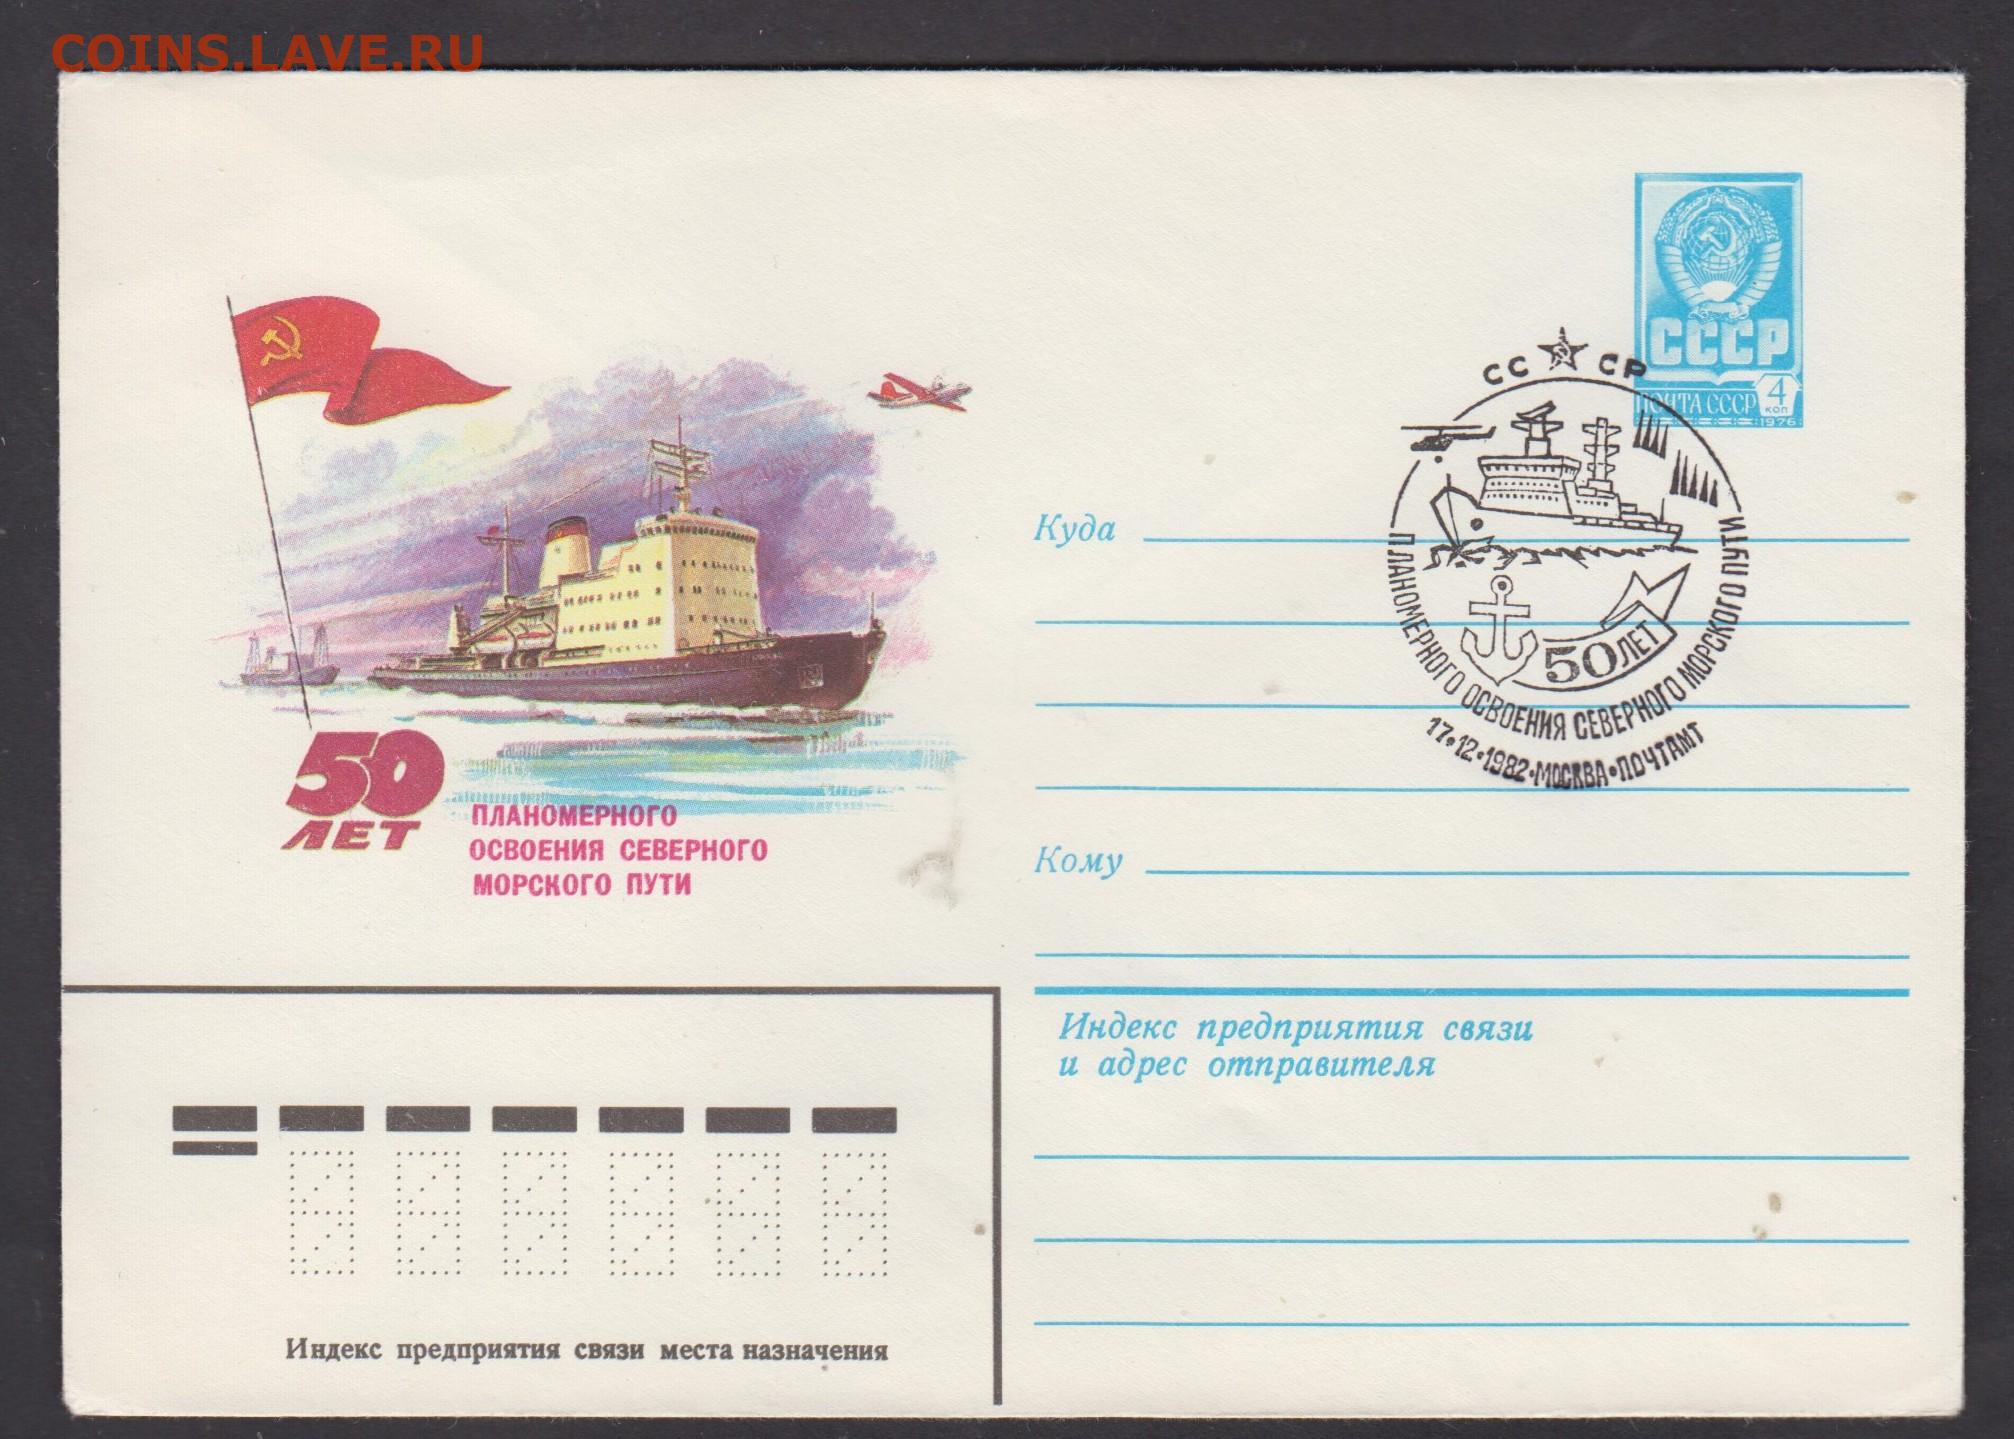 COINS.LAVE.RU
СССР
ПОЧТА СССР 4 КОП
1976
СС СР
50 ЛЕТ
ПЛАНОМЕРНОГО ОСВОЕНИЯ СЕВЕРНОГО МОРСКОГО ПУТИ
17·12·1982·МОСКВА·ПОЧТАМТ
50
ЛЕТ
ПЛАНОМЕРНОГО
ОСВОЕНИЯ СЕВЕРНОГО
МОРСКОГО ПУТИ
Куда
Кому
Индекс предприятия связи
и адрес отправителя
Индекс предприятия связи места назначения